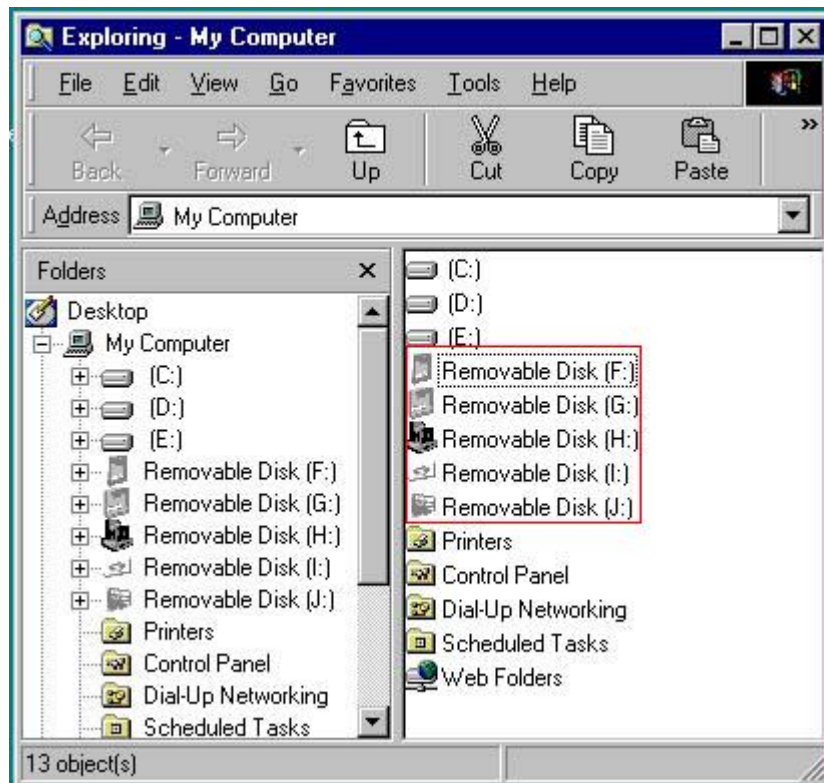 Exploring - My Computer
File Edit View Go Favorites Tools Help
Back Forward Up Cut Copy Paste »
Address My Computer
Folders
Desktop
My Computer
(C:)
(D:)
(E:)
Removable Disk (F:)
Removable Disk (G:)
Removable Disk (H:)
Removable Disk (I:)
Removable Disk (J:)
Printers
Control Panel
Dial-Up Networking
Scheduled Tasks
(C:)
(D:)
(E:)
Removable Disk (F:)
Removable Disk (G:)
Removable Disk (H:)
Removable Disk (I:)
Removable Disk (J:)
Printers
Control Panel
Dial-Up Networking
Scheduled Tasks
Web Folders
13 object(s)